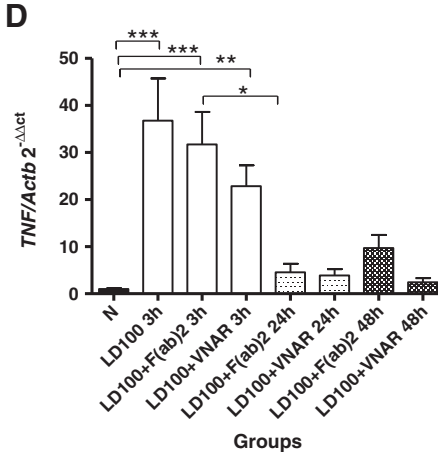 D
***
***
**
*
TNF/Actb 2^-ΔΔct
50
40
30
20
10
0
N
LD100 3h
LD100+F(ab)2 3h
LD100+VNAR 3h
LD100+F(ab)2 24h
LD100+VNAR 24h
LD100+F(ab)2 48h
LD100+VNAR 48h
Groups